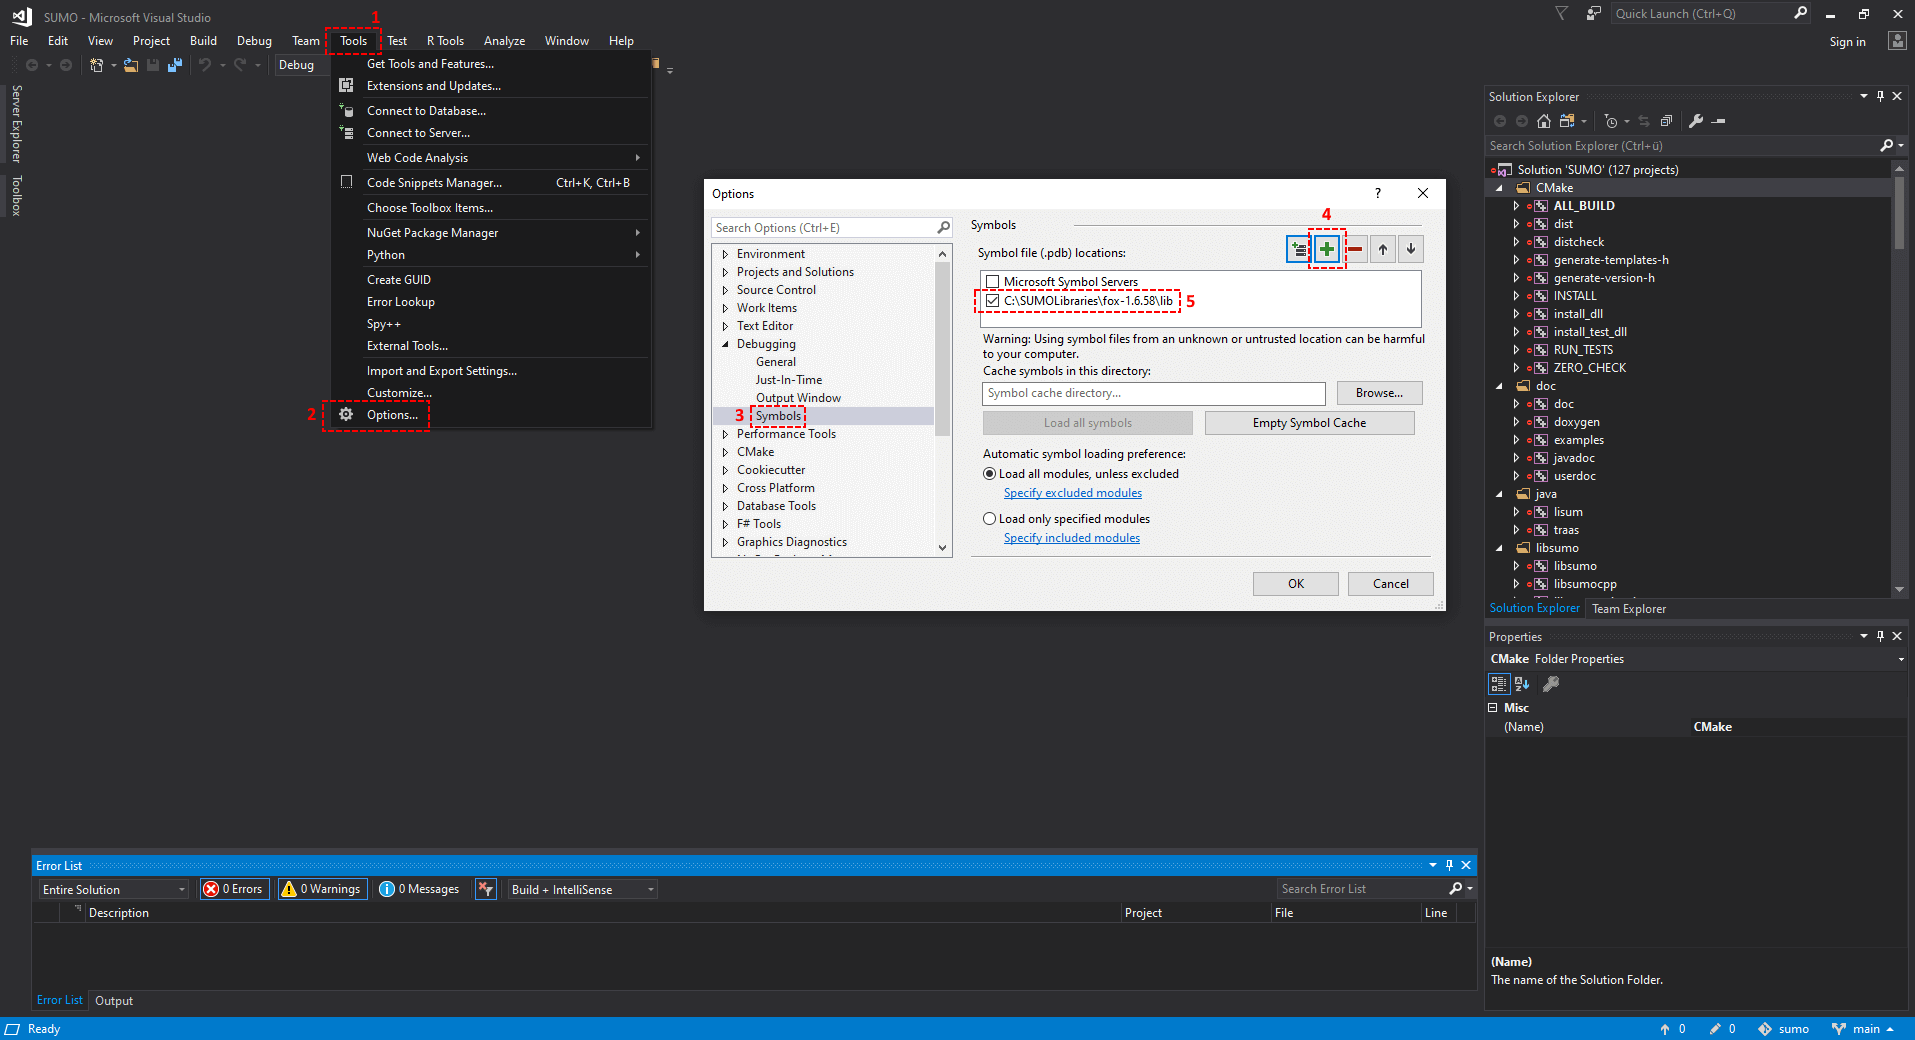 SUMO - Microsoft Visual Studio
1
Quick Launch (Ctrl+Q)
File Edit View Project Build Debug Team Tools Test R Tools Analyze Window Help
Sign in
Debug
Server Explorer
Toolbox
Get Tools and Features...
Extensions and Updates...
Connect to Database...
Connect to Server...
Web Code Analysis
Code Snippets Manager... Ctrl+K, Ctrl+B
Choose Toolbox Items...
NuGet Package Manager
Python
Create GUID
Error Lookup
Spy++
External Tools...
Import and Export Settings...
Customize...
2 Options...
Options
?
Search Options (Ctrl+E)
Environment
Projects and Solutions
Source Control
Work Items
Text Editor
Debugging
General
Just-In-Time
Output Window
3 Symbols
Performance Tools
CMake
Cookiecutter
Cross Platform
Database Tools
F# Tools
Graphics Diagnostics
Symbols
4
Symbol file (.pdb) locations:
Microsoft Symbol Servers
C:\SUMOLibraries\fox-1.6.58\lib 5
Warning: Using symbol files from an unknown or untrusted location can be harmful
to your computer.
Cache symbols in this directory:
Symbol cache directory...
Browse...
Load all symbols
Empty Symbol Cache
Automatic symbol loading preference:
Load all modules, unless excluded
Specify excluded modules
Load only specified modules
Specify included modules
OK
Cancel
Solution Explorer
Search Solution Explorer (Ctrl+ü)
Solution 'SUMO' (127 projects)
CMake
ALL_BUILD
dist
distcheck
generate-templates-h
generate-version-h
INSTALL
install_dll
install_test_dll
RUN_TESTS
ZERO_CHECK
doc
doc
doxygen
examples
javadoc
userdoc
java
lisum
traas
libsumo
libsumo
libsumocpp
Solution Explorer Team Explorer
Properties
CMake Folder Properties
Misc
(Name) CMake
(Name)
The name of the Solution Folder.
Error List
Entire Solution
0 Errors
0 Warnings
0 Messages
Build + IntelliSense
Search Error List
Description Project File Line
Error List Output
Ready
0 0 sumo main